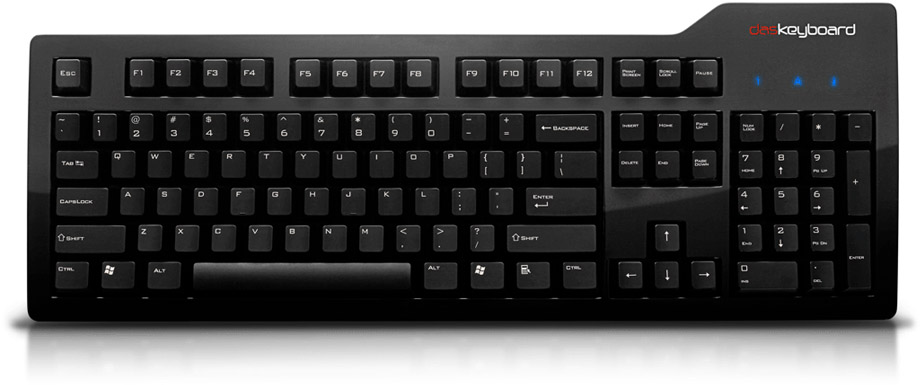 daskeyboard
Esc F1 F2 F3 F4 F5 F6 F7 F8 F9 F10 F11 F12 Print Screen Scroll Lock Pause
~ ` ! 1 @ 2 # 3 $ 4 % 5 ^ 6 & 7 * 8 ( 9 ) 0 - = + ← Backspace Insert Home Page Up Num Lock / * -
Tab Q W E R T Y U I O P { [ } ] ¦ \ Delete End Page Down 7 Home 8 ↑ 9 Pg Up +
CapsLock A S D F G H J K L : ; " ' Enter 4 ← 5 6 →
⇧ Shift Z X C V B N M < , > . ? / ⇧ Shift ↑ 1 End 2 ↓ 3 Pg Dn Enter
Ctrl Alt Alt Ctrl ← ↓ → 0 Ins . Del